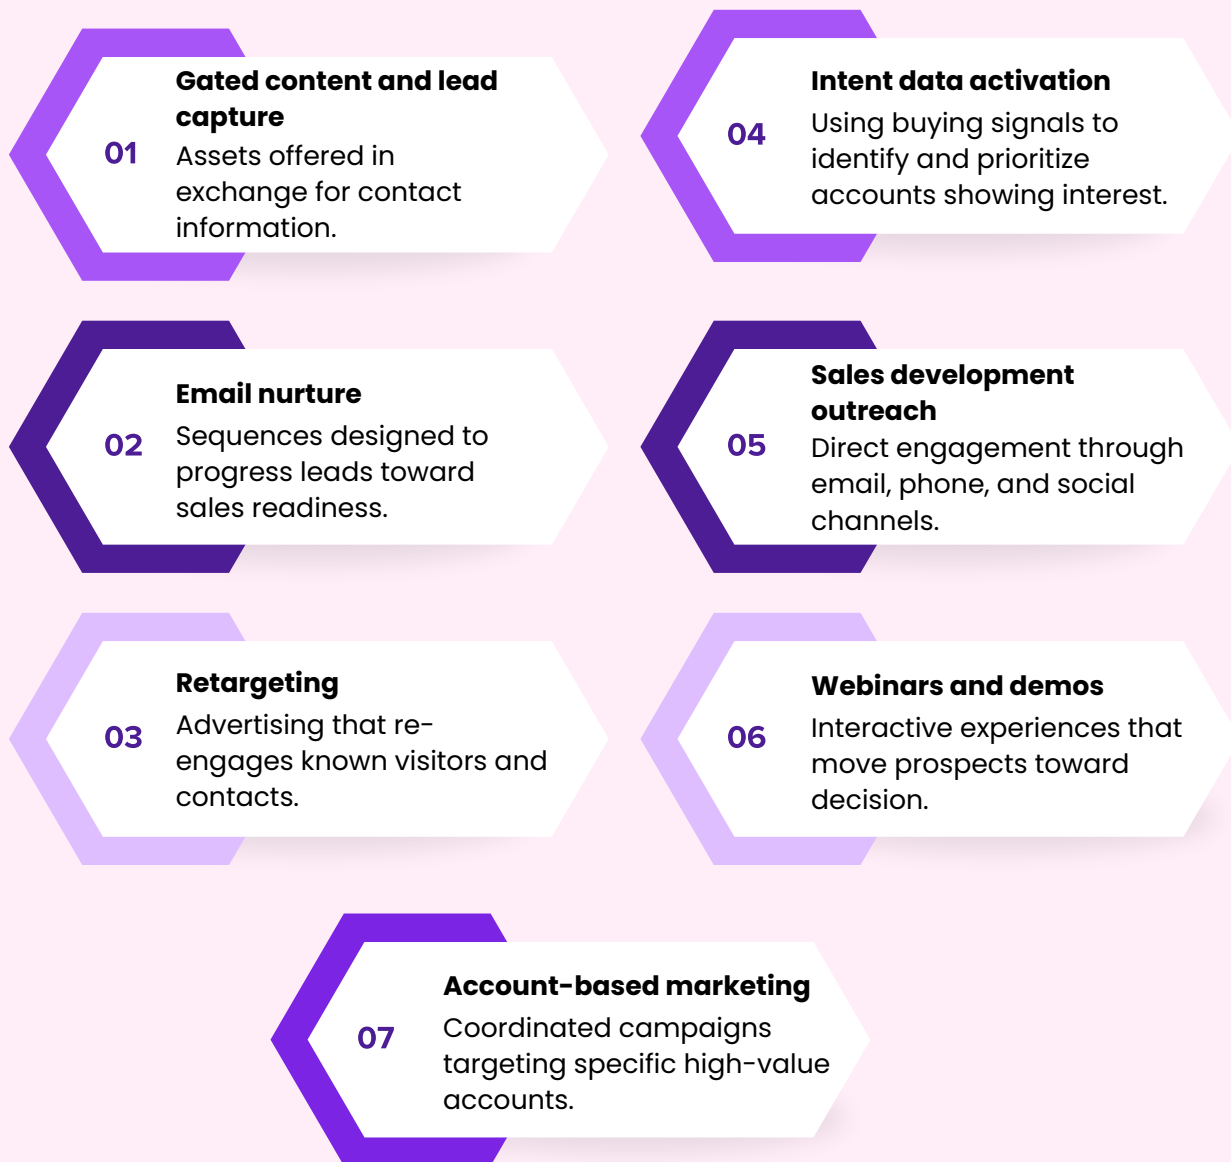 01
Gated content and lead
capture
Assets offered in
exchange for contact
information.
02
Email nurture
Sequences designed to
progress leads toward
sales readiness.
03
Retargeting
Advertising that re-
engages known visitors and
contacts.
04
Intent data activation
Using buying signals to
identify and prioritize
accounts showing interest.
05
Sales development
outreach
Direct engagement through
email, phone, and social
channels.
06
Webinars and demos
Interactive experiences that
move prospects toward
decision.
07
Account-based marketing
Coordinated campaigns
targeting specific high-value
accounts.